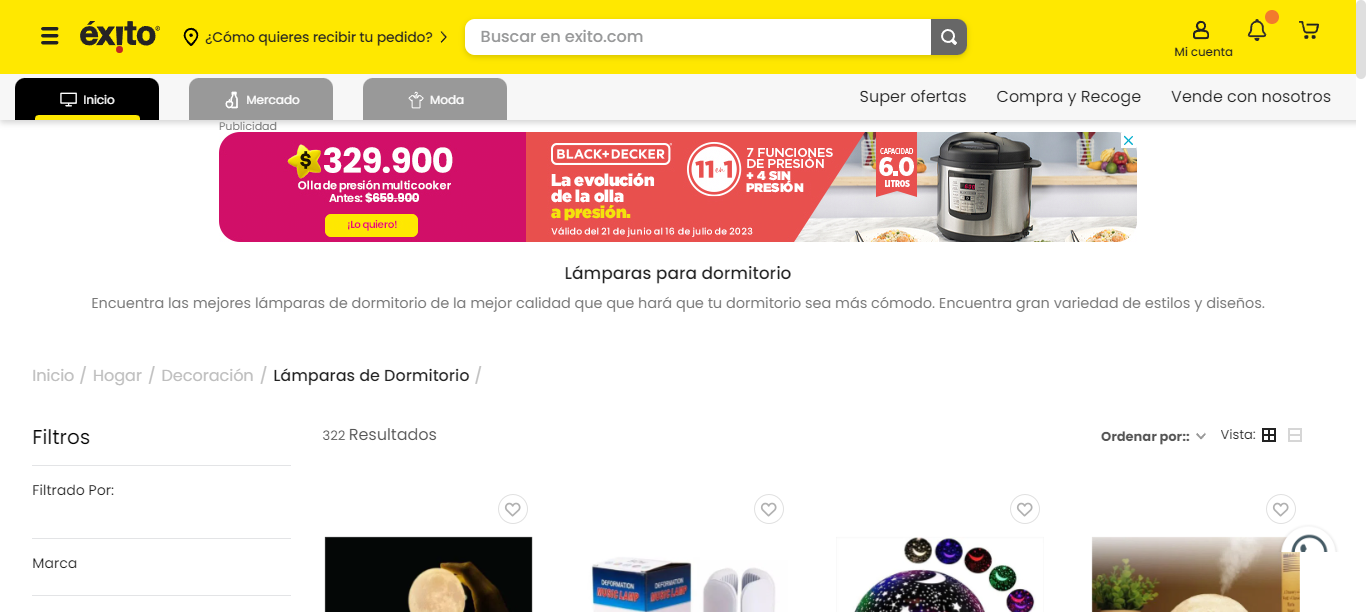 éxito
¿Cómo quieres recibir tu pedido?
Buscar en exito.com
Mi cuenta
Inicio
Mercado
Moda
Super ofertas
Compra y Recoge
Vende con nosotros
Publicidad
$329.900
Olla de presión multicooker
Antes: $659.900
¡Lo quiero!
BLACK+DECKER
La evolución
de la olla
a presión.
Válido del 21 de junio al 16 de julio de 2023
11 en 1
7 FUNCIONES
DE PRESIÓN
+ 4 SIN
PRESIÓN
CAPACIDAD
6.0
LITROS
Lámparas para dormitorio
Encuentra las mejores lámparas de dormitorio de la mejor calidad que que hará que tu dormitorio sea más cómodo. Encuentra gran variedad de estilos y diseños.
Inicio / Hogar / Decoración / Lámparas de Dormitorio /
Filtros
322 Resultados
Ordenar por::
Vista:
Filtrado Por:
Marca
DEFORMATION
MUSIC LAMP
DEFORMATION
MUSIC LAMP